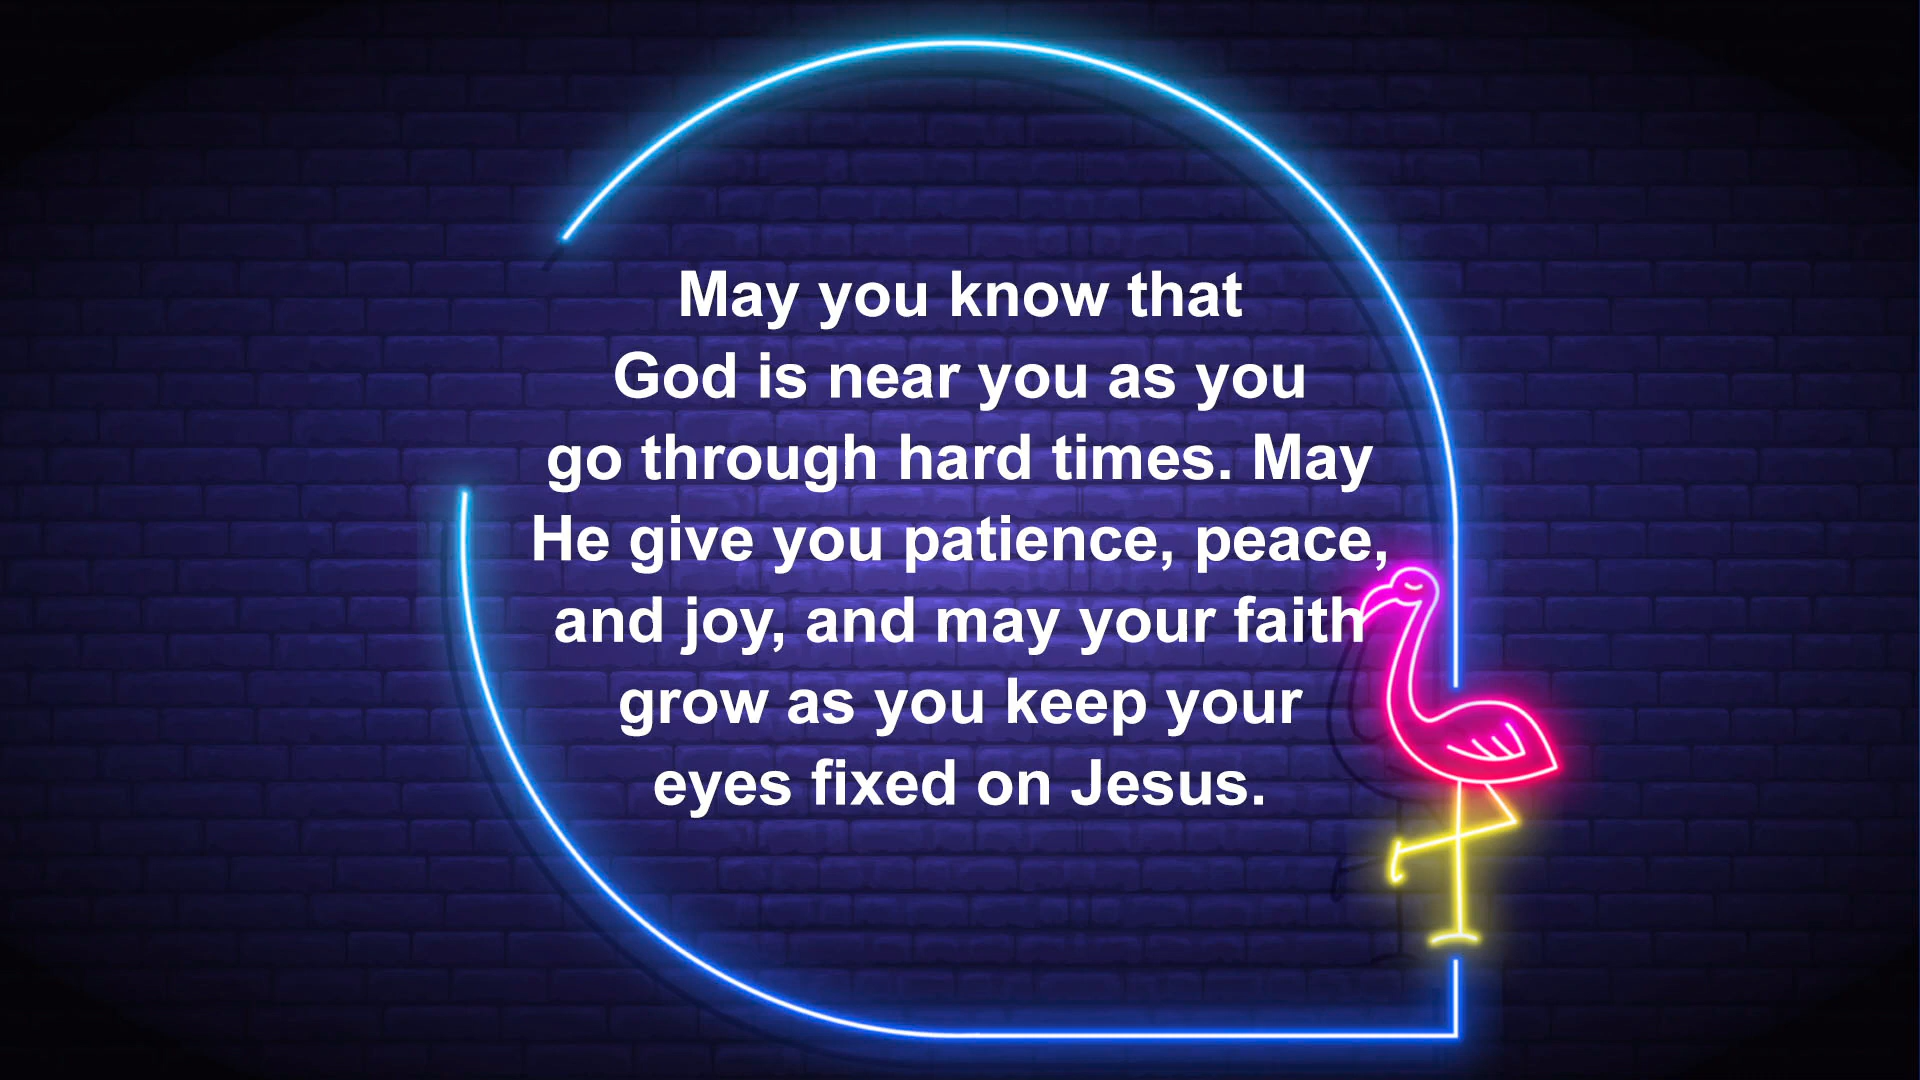 May you know that
God is near you as you
go through hard times. May
He give you patience, peace,
and joy, and may your faith
grow as you keep your
eyes fixed on Jesus.